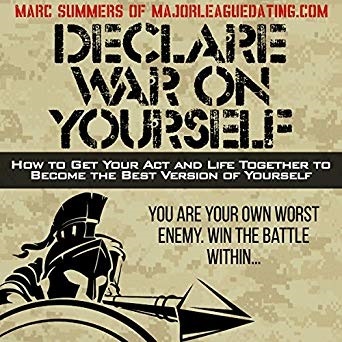 MARC SUMMERS OF MAJORLEAGUEDATING.COM
DECLARE
WAR ON
YOURSELF
HOW TO GET YOUR ACT AND LIFE TOGETHER TO
BECOME THE BEST VERSION OF YOURSELF
YOU ARE YOUR OWN WORST
ENEMY. WIN THE BATTLE
WITHIN...